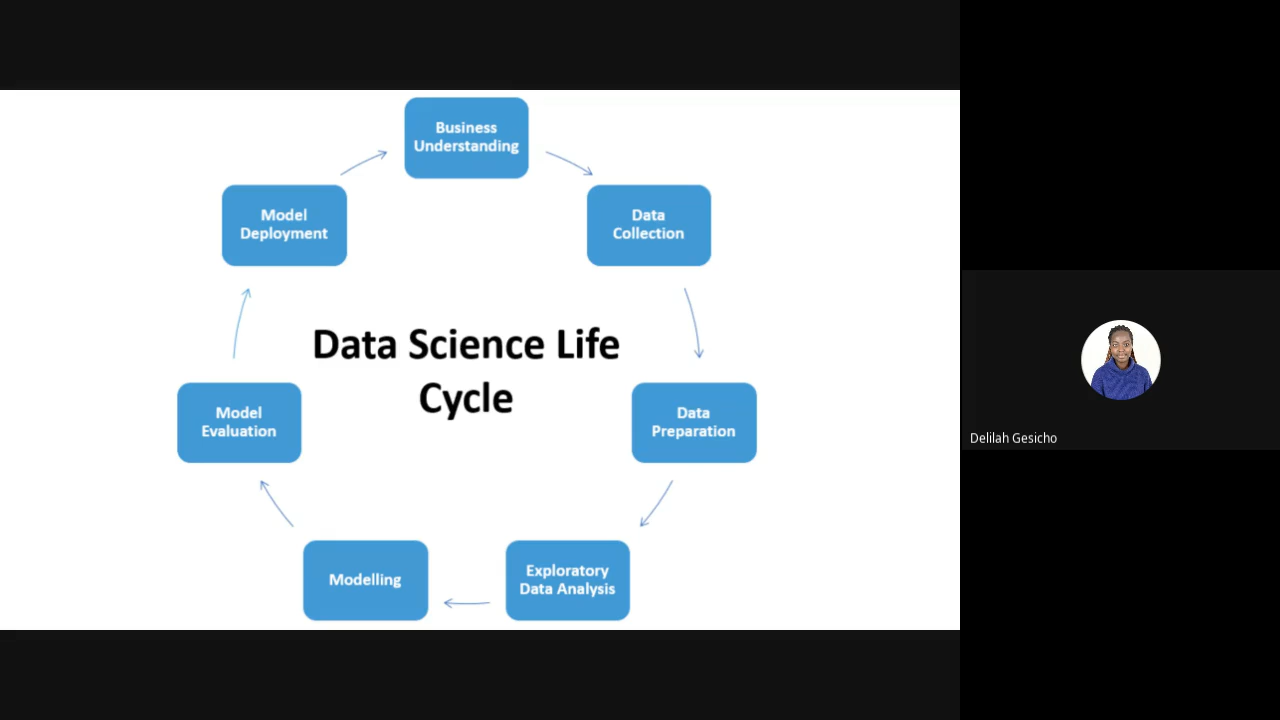 Business
Understanding
Data
Collection
Data
Preparation
Exploratory
Data Analysis
Modelling
Model
Evaluation
Model
Deployment
Data Science Life
Cycle
Delilah Gesicho